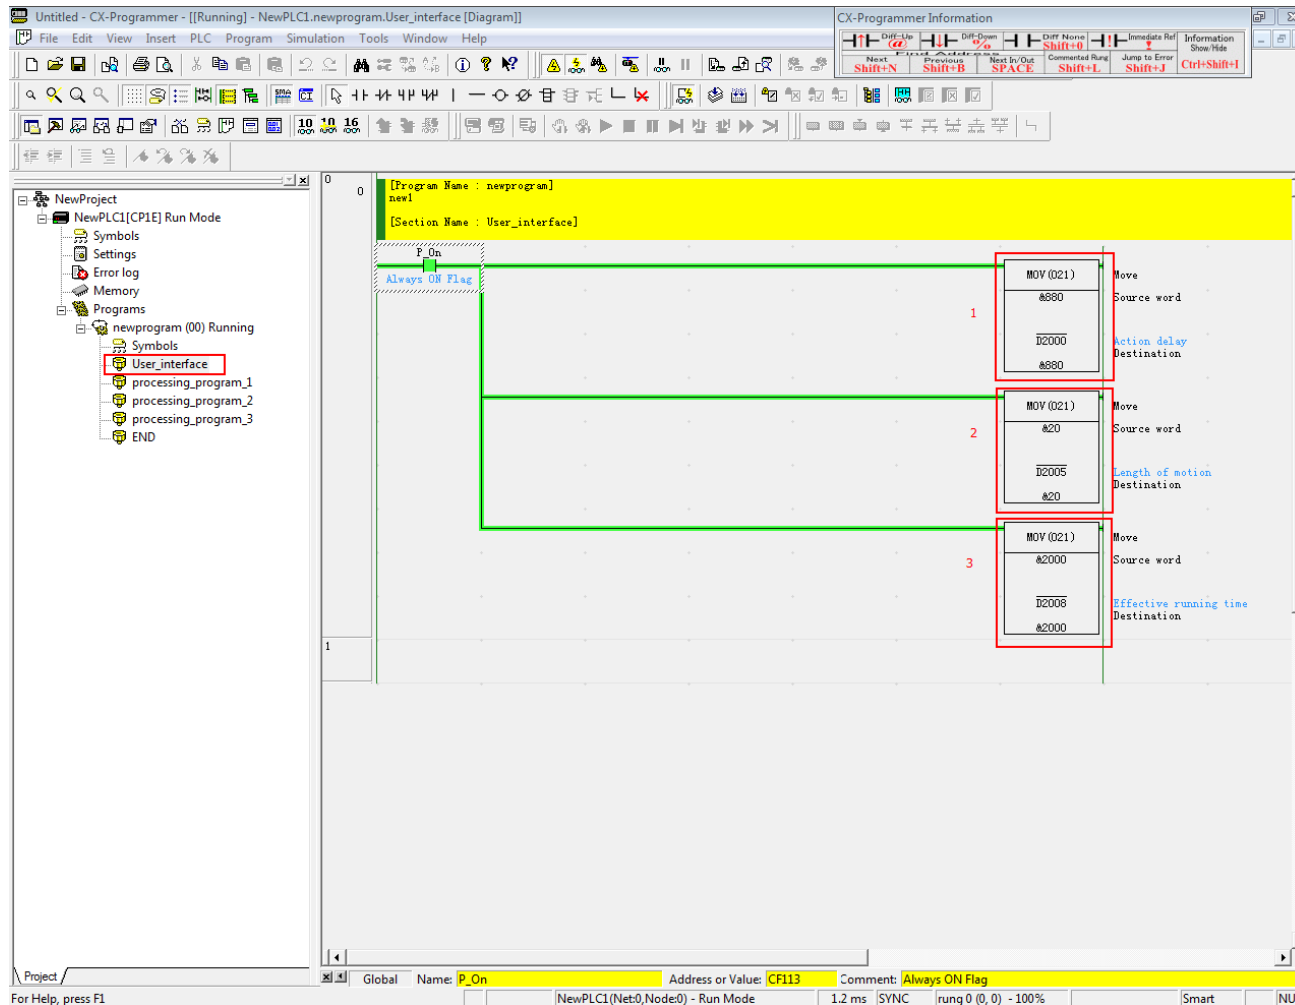 Untitled - CX-Programmer - [[Running] - NewPLC1.newprogram.User_interface [Diagram]]
CX-Programmer Information
File Edit View Insert PLC Program Simulation Tools Window Help
Diff-Up @ Diff-Down % Diff None Shift+0 Immediate Ref ! Information Show/Hide
Find Address
Next Previous Next In/Out Commented Rung Jump to Error
Shift+N Shift+B SPACE Shift+L Shift+J Ctrl+Shift+I
10 10 16
NewProject
NewPLC1[CP1E] Run Mode
Symbols
Settings
Error log
Memory
Programs
newprogram (00) Running
Symbols
User_interface
processing_program_1
processing_program_2
processing_program_3
END
Project
0
0
[Program Name : newprogram]
new1
[Section Name : User_interface]
P_On
Always ON Flag
1
MOV(021) Move
&880 Source word
D2000 Action delay
Destination
&880
2
MOV(021) Move
&20 Source word
D2005 Length of motion
Destination
&20
3
MOV(021) Move
&2000 Source word
D2008 Effective running time
Destination
&2000
1
Global Name: P_On Address or Value: CF113 Comment: Always ON Flag
For Help, press F1 NewPLC1(Net:0,Node:0) - Run Mode 1.2 ms SYNC rung 0 (0, 0) - 100% Smart NU